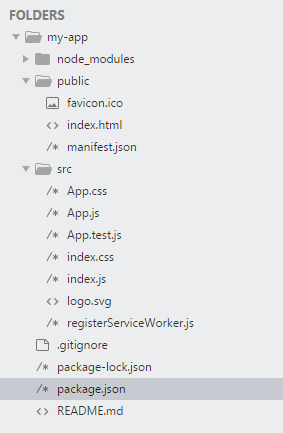 FOLDERS
my-app
node_modules
public
favicon.ico
index.html
manifest.json
src
App.css
App.js
App.test.js
index.css
index.js
logo.svg
registerServiceWorker.js
.gitignore
package-lock.json
package.json
README.md